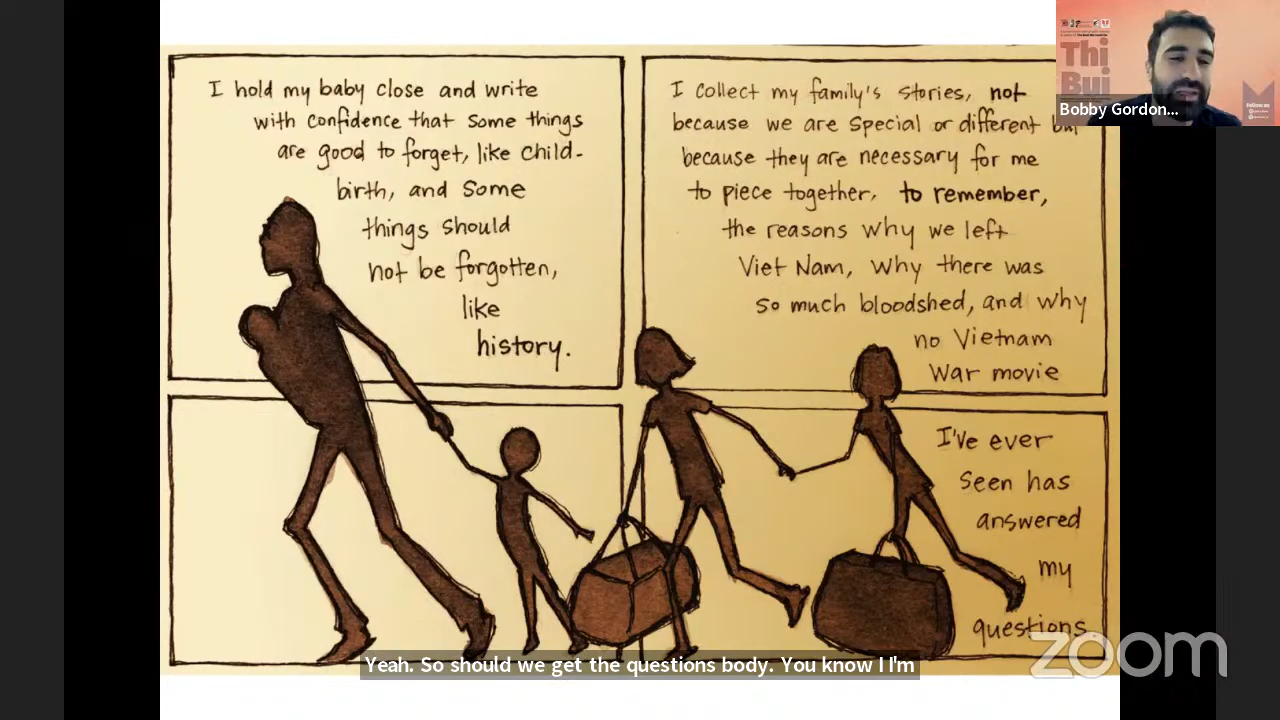 I hold my baby close and write
with confidence that some things
are good to forget, like child-
birth, and some
things should
not be forgotten,
like
history.
I collect my family's stories, not
because we are special or different but
because they are necessary for me
to piece together, to remember,
the reasons why we left
Viet Nam, why there was
so much bloodshed, and why
no Vietnam
War movie
I've ever
seen has
answered
my
questions
Thi
Bui
Follow us
Bobby Gordon...
zoom
Yeah. So should we get the questions body. You know I I'm